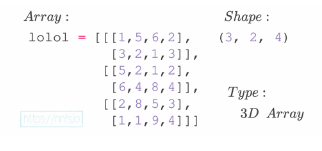 Array: Shape:
lolol = [[[1,5,6,2], (3, 2, 4)
[3,2,1,3]],
[[5,2,1,2],
[6,4,8,4]], Type:
[[2,8,5,3], 3D Array
[1,1,9,4]]]